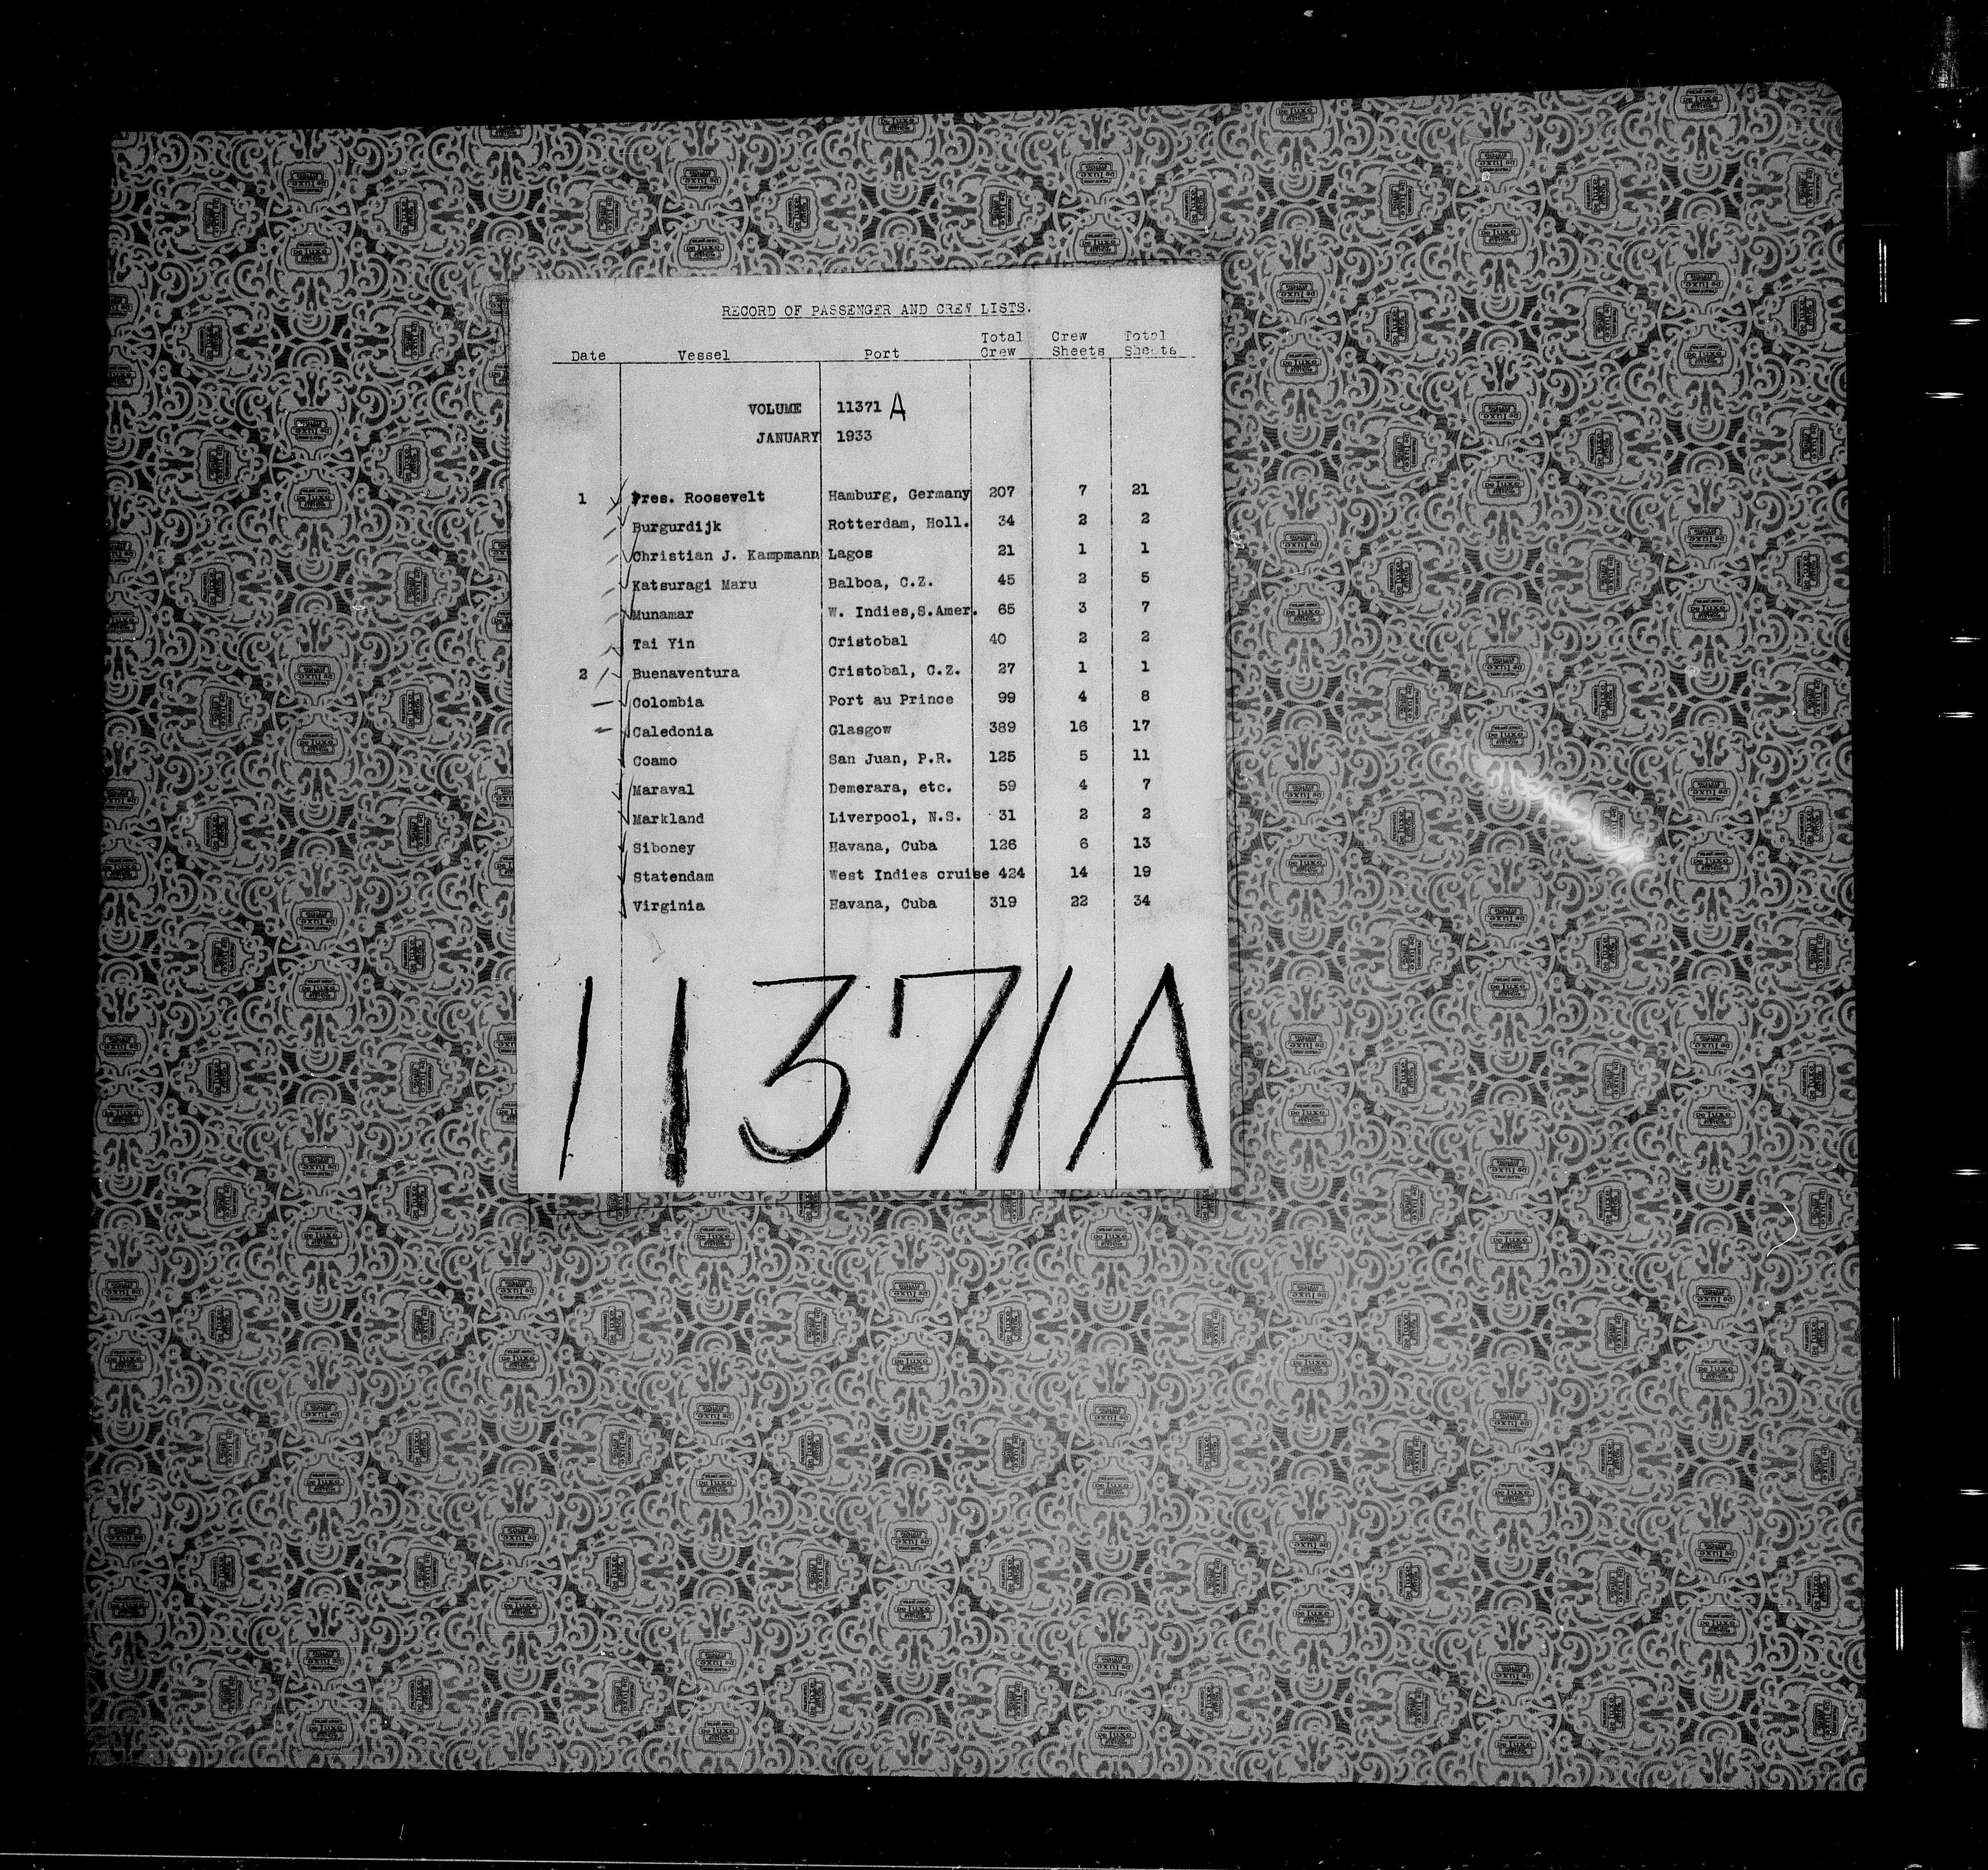 RECORD OF PASSENGER AND CREW LISTS.
Date Vessel Port Total Crew Crew Sheets Total Sheets
VOLUME 11371 A
JANUARY 1933
1 Pres. Roosevelt Hamburg, Germany 207 7 21
Burgurdijk Rotterdam, Holl. 34 2 2
Christian J. Kampmann Lagos 21 1 1
Katsuragi Maru Balboa, C.Z. 45 2 5
Munamar W. Indies,S.Amer. 65 3 7
Tai Yin Cristobal 40 2 2
2 Buenaventura Cristobal, C.Z. 27 1 1
Colombia Port au Prince 99 4 8
Caledonia Glasgow 389 16 17
Coamo San Juan, P.R. 125 5 11
Maraval Demerara, etc. 59 4 7
Markland Liverpool, N.S. 31 2 2
Siboney Havana, Cuba 126 6 13
Statendam West Indies cruise 424 14 19
Virginia Havana, Cuba 319 22 34
11371A